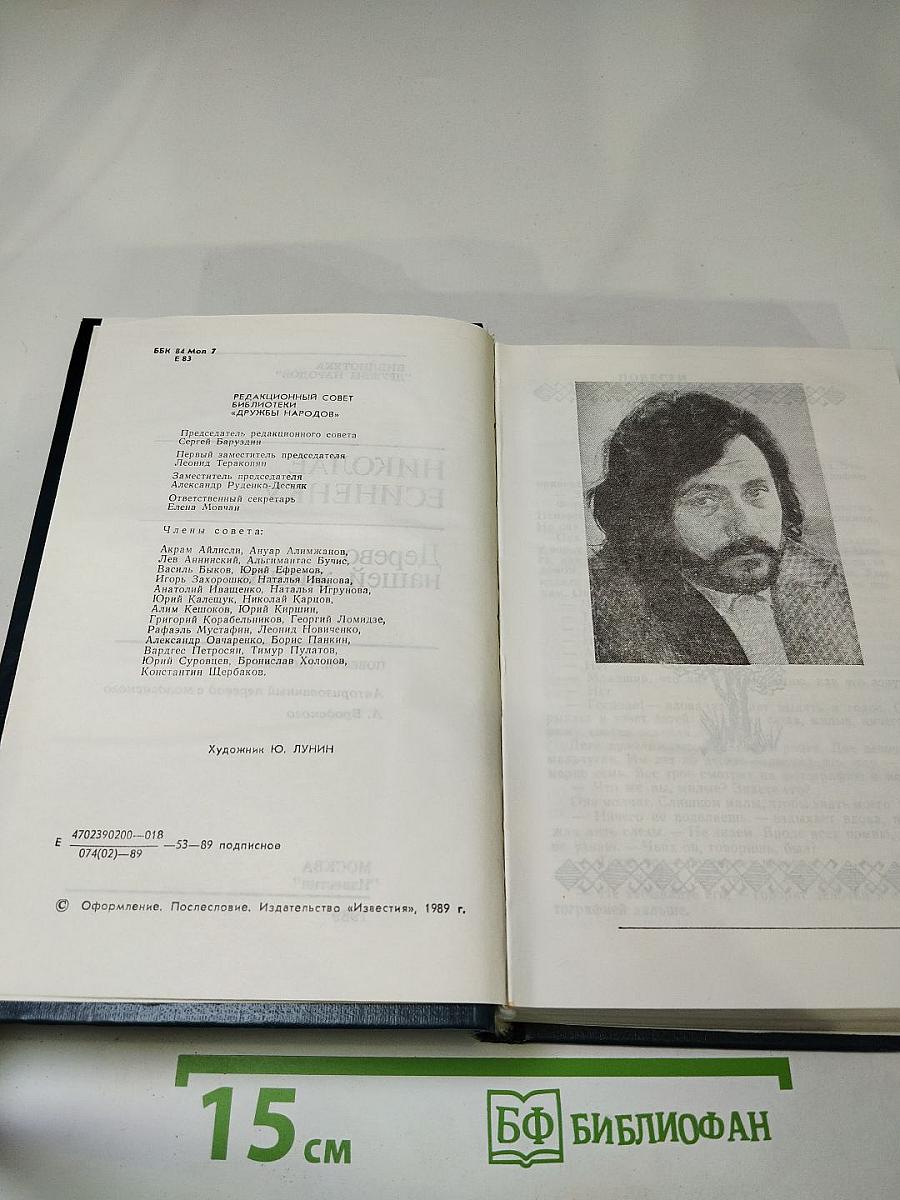 ББК 84 Мол 7
Е 83
РЕДАКЦИОННЫЙ СОВЕТ
БИБЛИОТЕКИ
«ДРУЖБЫ НАРОДОВ»
Председатель редакционного совета
Сергей Баруздин
Первый заместитель председателя
Леонид Теракопян
Заместитель председателя
Александр Руденко-Десняк
Ответственный секретарь
Елена Мовчан
Члены совета:
Акрам Айлисли, Ануар Алимжанов,
Лев Аннинский, Альгимантас Бучис,
Василь Быков, Юрий Ефремов,
Игорь Захорошко, Наталья Иванова,
Анатолий Иващенко, Наталья Игрунова,
Юрий Калещук, Николай Карцов,
Алим Кешоков, Юрий Киршин,
Григорий Корабельников, Георгий Ломидзе,
Рафаэль Мустафин, Леонид Новиченко,
Александр Овчаренко, Борис Панкин,
Вардгес Петросян, Тимур Пулатов,
Юрий Суровцев, Бронислав Холопов,
Константин Щербаков.
Художник Ю. ЛУНИН
Е 4702390200—018
074(02)—89 —53—89 подписное
© Оформление. Послесловие. Издательство «Известия», 1989 г.
15 см
БФ БИБЛИОФАН